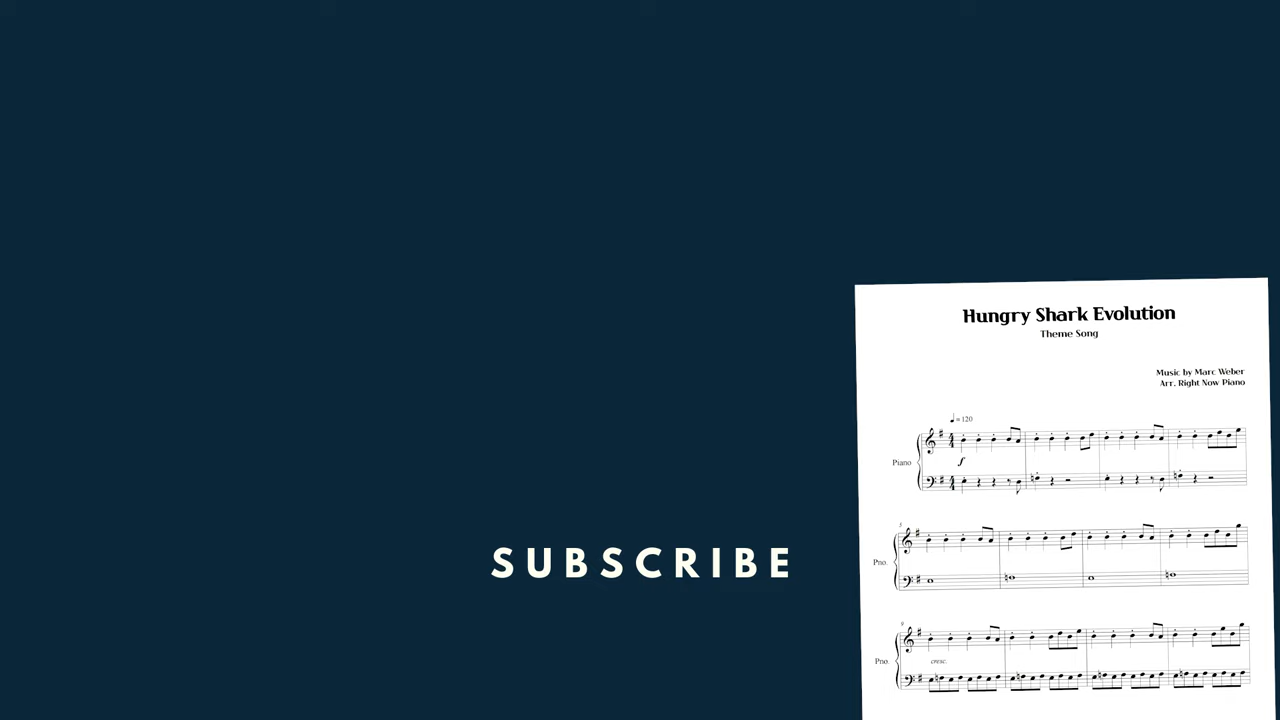 Hungry Shark Evolution
Theme Song
Music by Marc Weber
Arr. Right Now Piano
= 120
Piano
f
5
Pno.
SUBSCRIBE
9
Pno.
cresc.